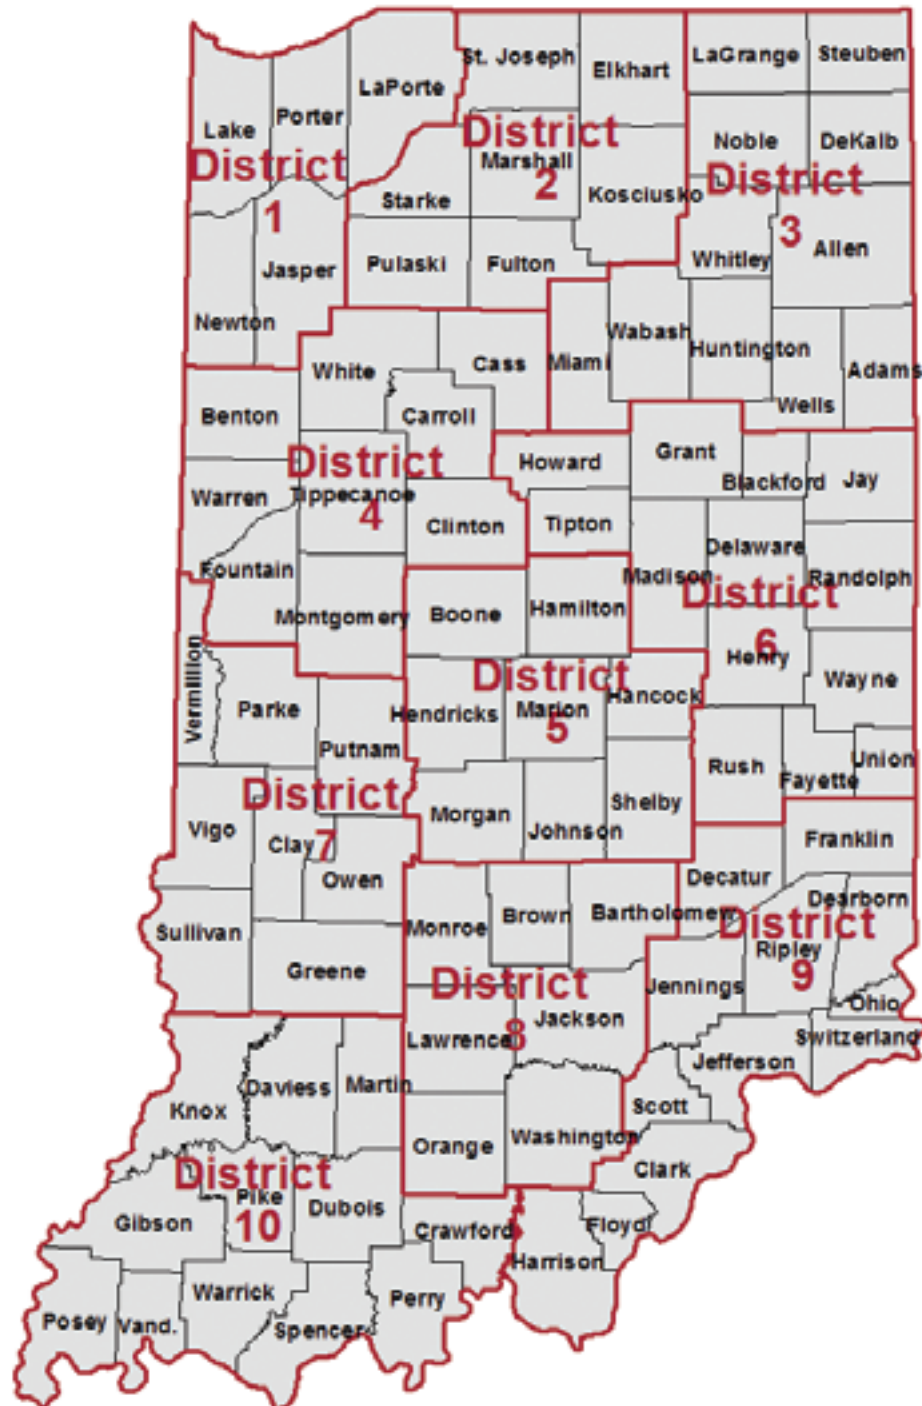 St. Joseph
Elkhart
LaGrange
Steuben
LaPorte
Porter
Lake
District
1
District
2
Marshall
Noble
DeKalb
District
3
Starke
Kosciusko
Pulaski
Fulton
Whitley
Allen
Jasper
Newton
White
Cass
Miami
Wabash
Huntington
Wells
Adams
Benton
Carroll
Howard
Grant
Blackford
Jay
District
4
Warren
Tippecanoe
Clinton
Tipton
Delaware
Fountain
Madison
Randolph
District
6
Montgomery
Boone
Hamilton
Henry
Wayne
Vermillion
Parke
Putnam
Hendricks
District
5
Marion
Hancock
Rush
Fayette
Union
Vigo
District
7
Clay
Morgan
Johnson
Shelby
Owen
Franklin
Decatur
Dearborn
Sullivan
Monroe
Brown
Bartholomew
District
9
Ripley
Greene
District
8
Jennings
Ohio
Lawrence
Jackson
Jefferson
Switzerland
Knox
Daviess
Martin
Scott
Orange
Washington
Clark
District
10
Pike
Dubois
Gibson
Crawford
Floyd
Harrison
Posey
Vand.
Warrick
Spencer
Perry